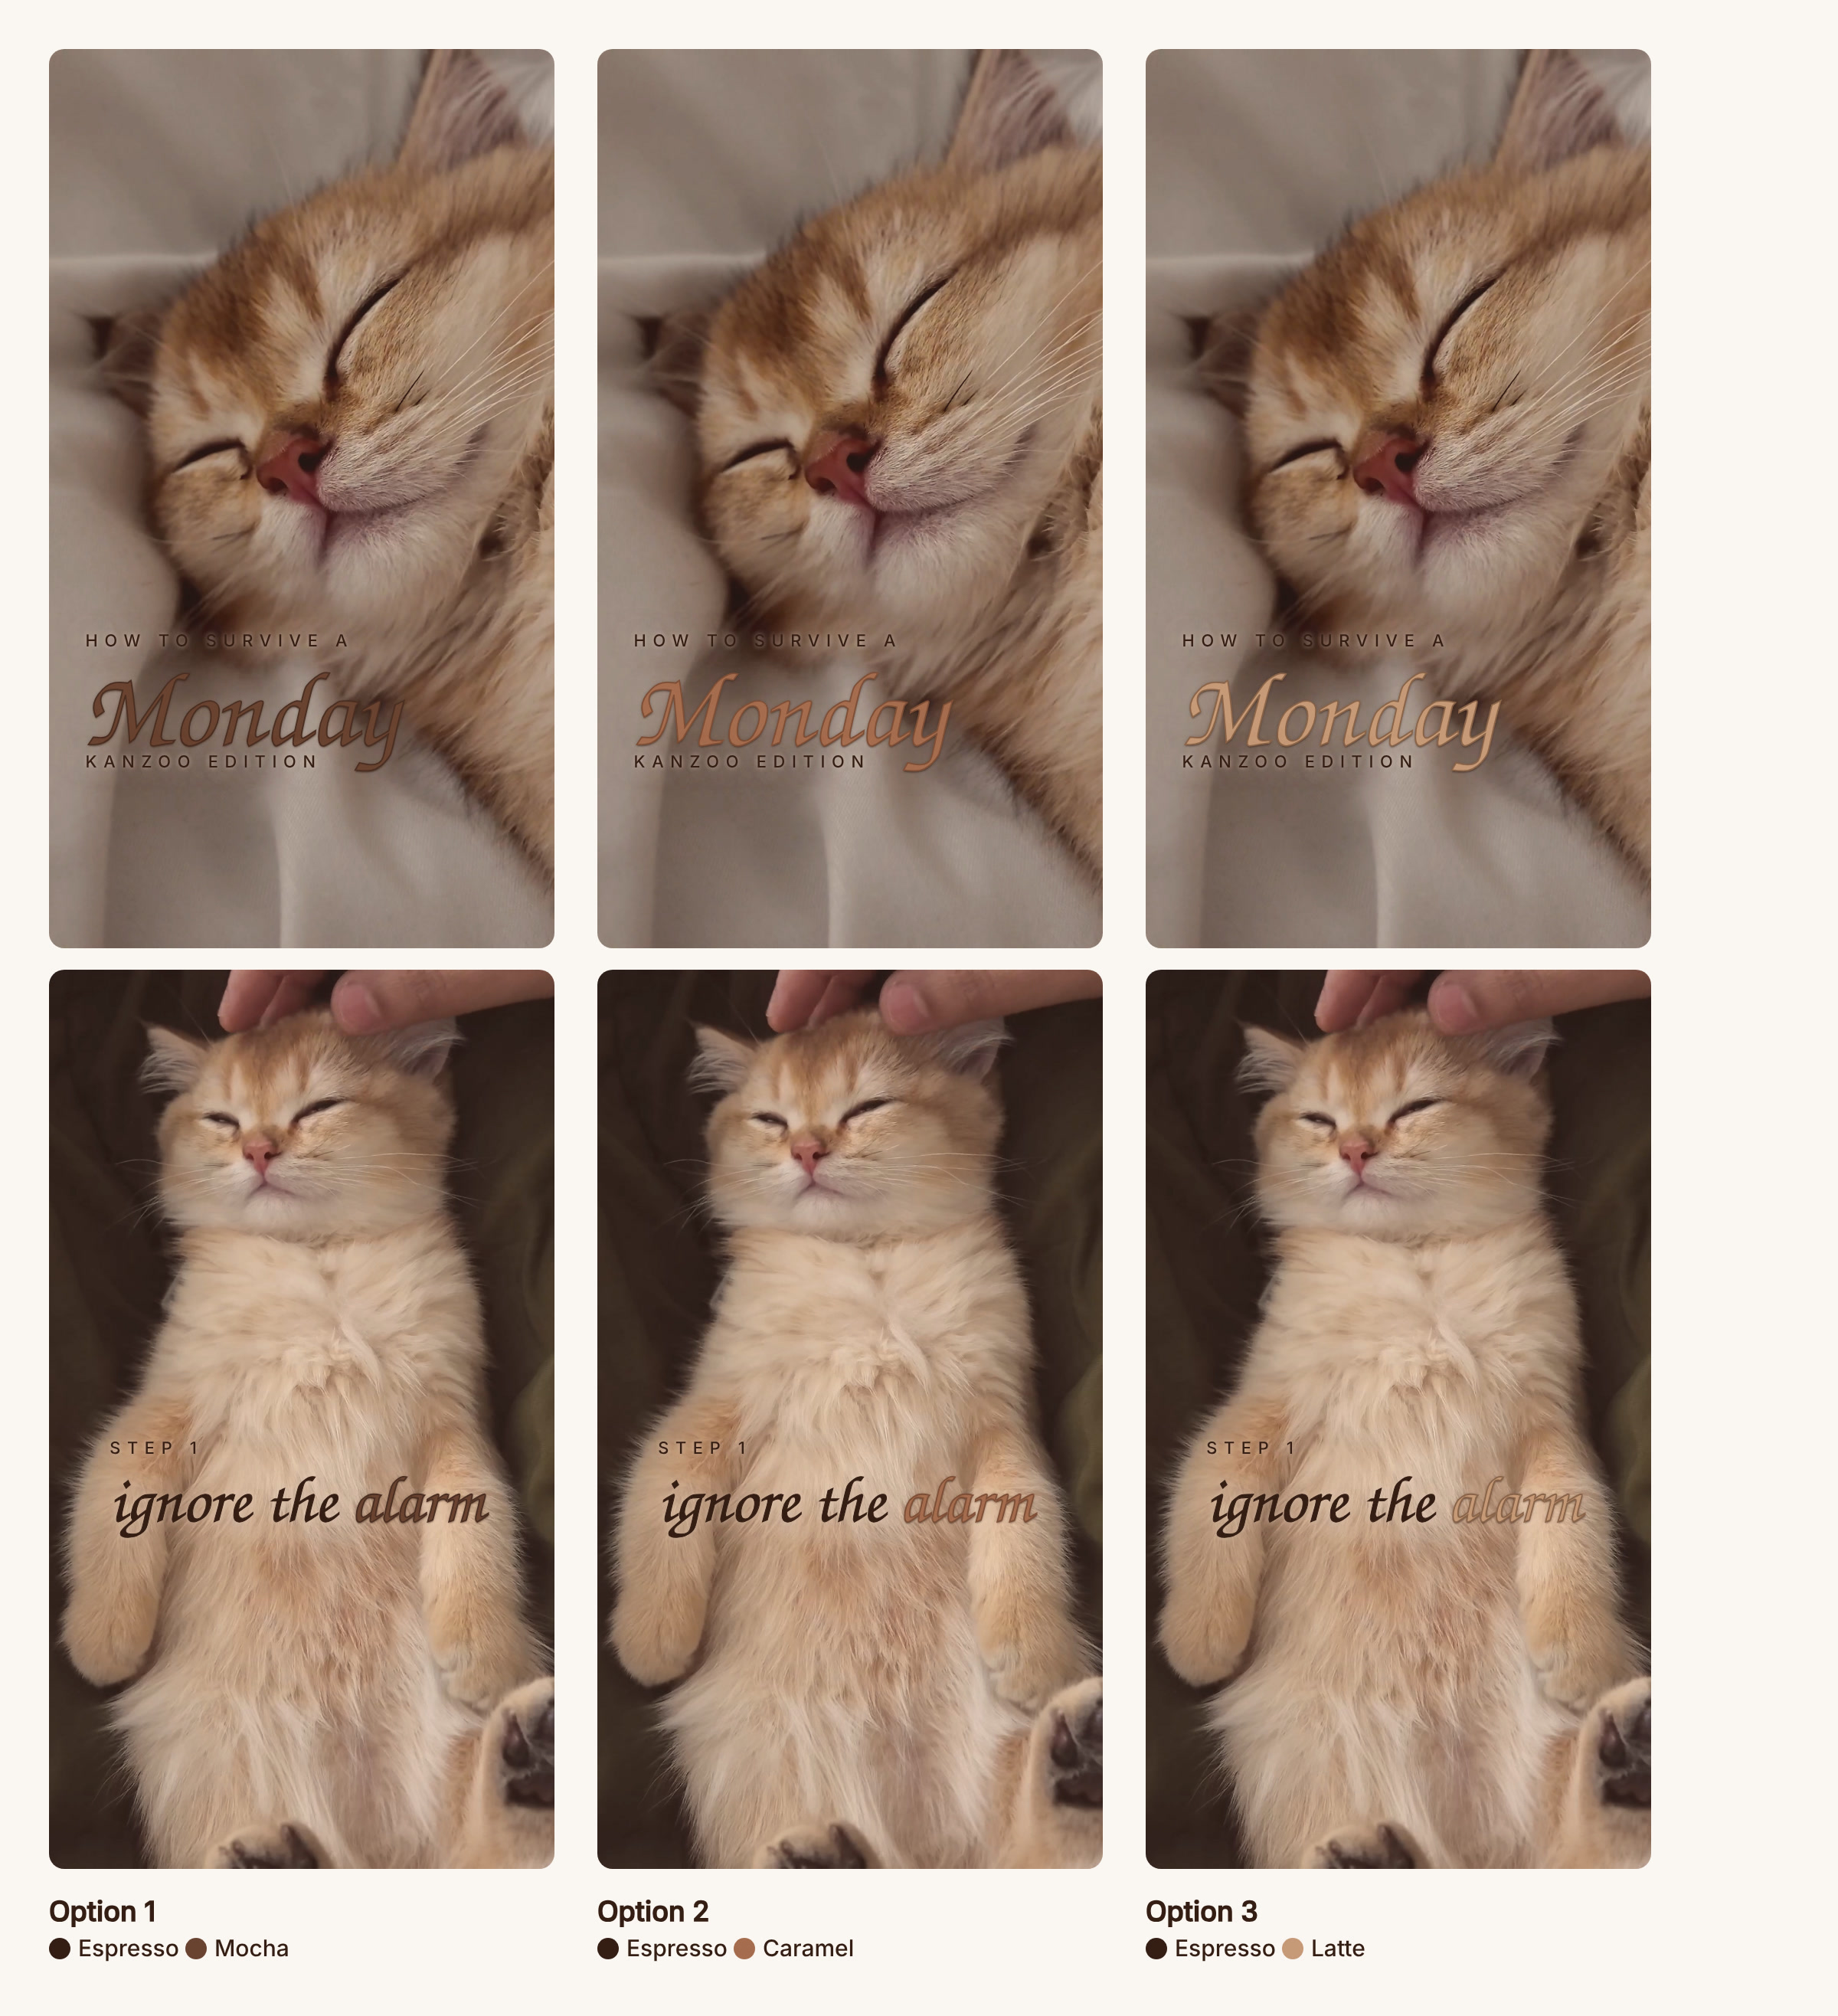 HOW TO SURVIVE A
Monday
KANZOO EDITION
HOW TO SURVIVE A
Monday
KANZOO EDITION
HOW TO SURVIVE A
Monday
KANZOO EDITION
STEP 1
ignore the alarm
STEP 1
ignore the alarm
STEP 1
ignore the alarm
Option 1
Espresso Mocha
Option 2
Espresso Caramel
Option 3
Espresso Latte